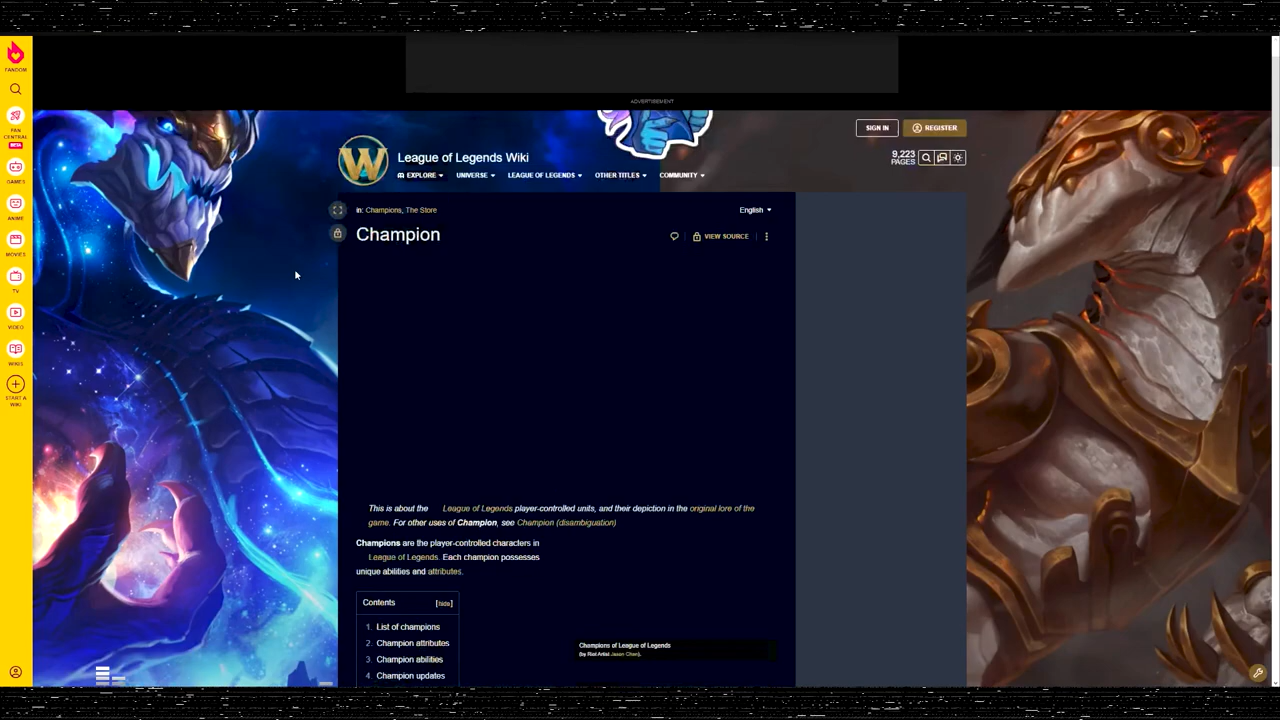 FANDOM
FAN
CENTRAL
BETA
GAMES
ANIME
MOVIES
TV
VIDEO
WIKIS
START A
WIKI
ADVERTISEMENT
SIGN IN
REGISTER
W
League of Legends Wiki
9,223
PAGES
EXPLORE
UNIVERSE
LEAGUE OF LEGENDS
OTHER TITLES
COMMUNITY
in: Champions, The Store
English
Champion
VIEW SOURCE
This is about the League of Legends player-controlled units, and their depiction in the original lore of the
game. For other uses of Champion, see Champion (disambiguation)
Champions are the player-controlled characters in
League of Legends. Each champion possesses
unique abilities and attributes.
Contents [hide]
1. List of champions
2. Champion attributes
3. Champion abilities
4. Champion updates
Champions of League of Legends
(by Riot Artist Jason Chan).